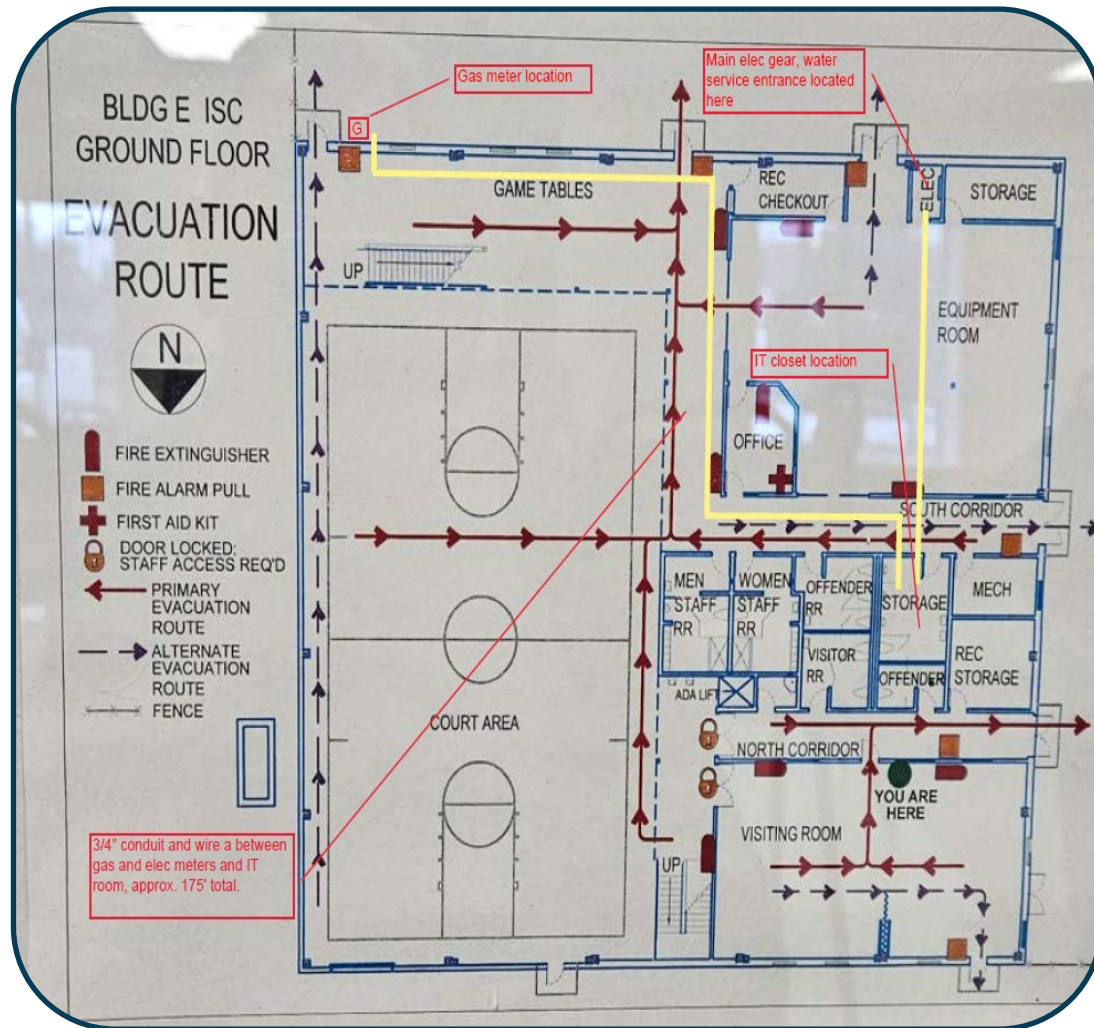 BLDG E ISC
GROUND FLOOR
EVACUATION
ROUTE
N
FIRE EXTINGUISHER
FIRE ALARM PULL
FIRST AID KIT
DOOR LOCKED:
STAFF ACCESS REQ'D
PRIMARY
EVACUATION
ROUTE
ALTERNATE
EVACUATION
ROUTE
FENCE
Gas meter location
G
Main elec gear, water
service entrance located
here
GAME TABLES
REC
CHECKOUT
ELEC
STORAGE
UP
EQUIPMENT
ROOM
IT closet location
OFFICE
SOUTH CORRIDOR
MEN
STAFF
RR
WOMEN
STAFF
RR
OFFENDER
RR
STORAGE
MECH
VISITOR
RR
OFFENDER
REC
STORAGE
ADA LIFT
COURT AREA
NORTH CORRIDOR
YOU ARE
HERE
VISITING ROOM
UP
3/4" conduit and wire a between
gas and elec meters and IT
room, approx. 175' total.